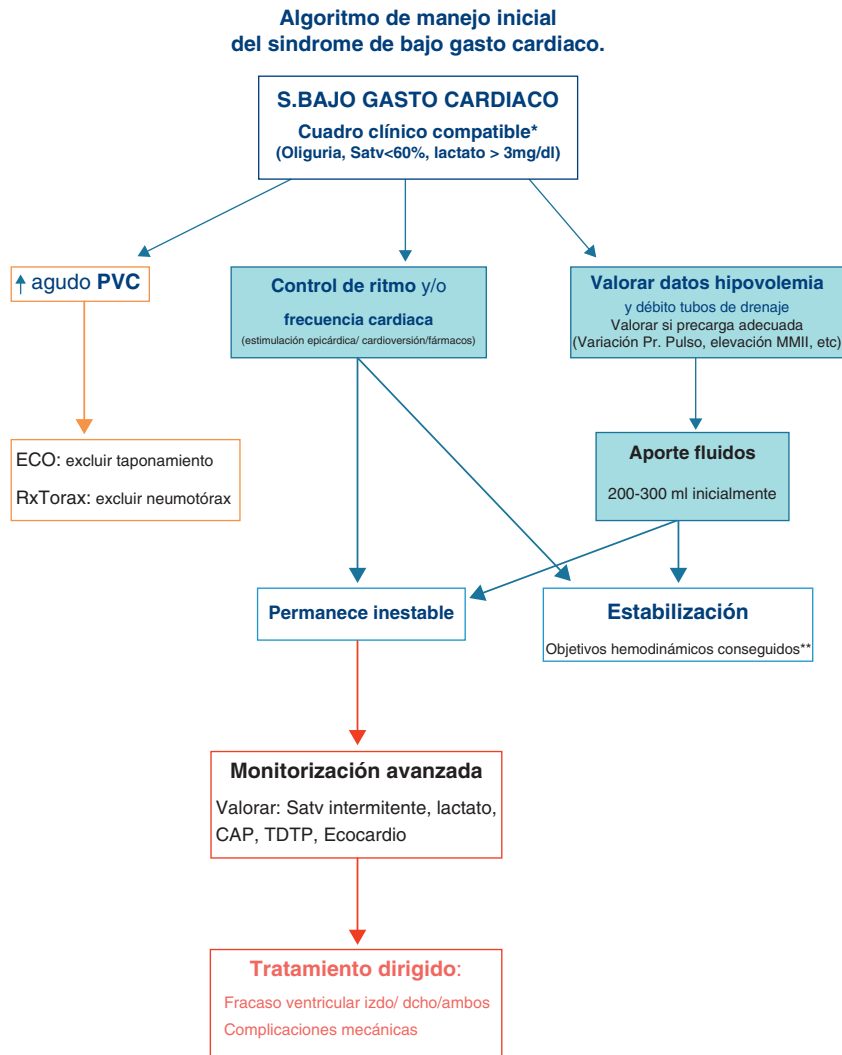 Algoritmo de manejo inicial
del sindrome de bajo gasto cardiaco.
S.BAJO GASTO CARDIACO
Cuadro clínico compatible*
(Oliguria, Satv<60%, lactato > 3mg/dl)
↑ agudo PVC
Control de ritmo y/o
frecuencia cardiaca
(estimulación epicárdica/ cardioversión/fármacos)
Valorar datos hipovolemia
y débito tubos de drenaje
Valorar si precarga adecuada
(Variación Pr. Pulso, elevación MMII, etc)
ECO: excluir taponamiento
RxTorax: excluir neumotórax
Aporte fluidos
200-300 ml inicialmente
Permanece inestable
Estabilización
Objetivos hemodinámicos conseguidos**
Monitorización avanzada
Valorar: Satv intermitente, lactato,
CAP, TDTP, Ecocardio
Tratamiento dirigido:
Fracaso ventricular izdo/ dcho/ambos
Complicaciones mecánicas